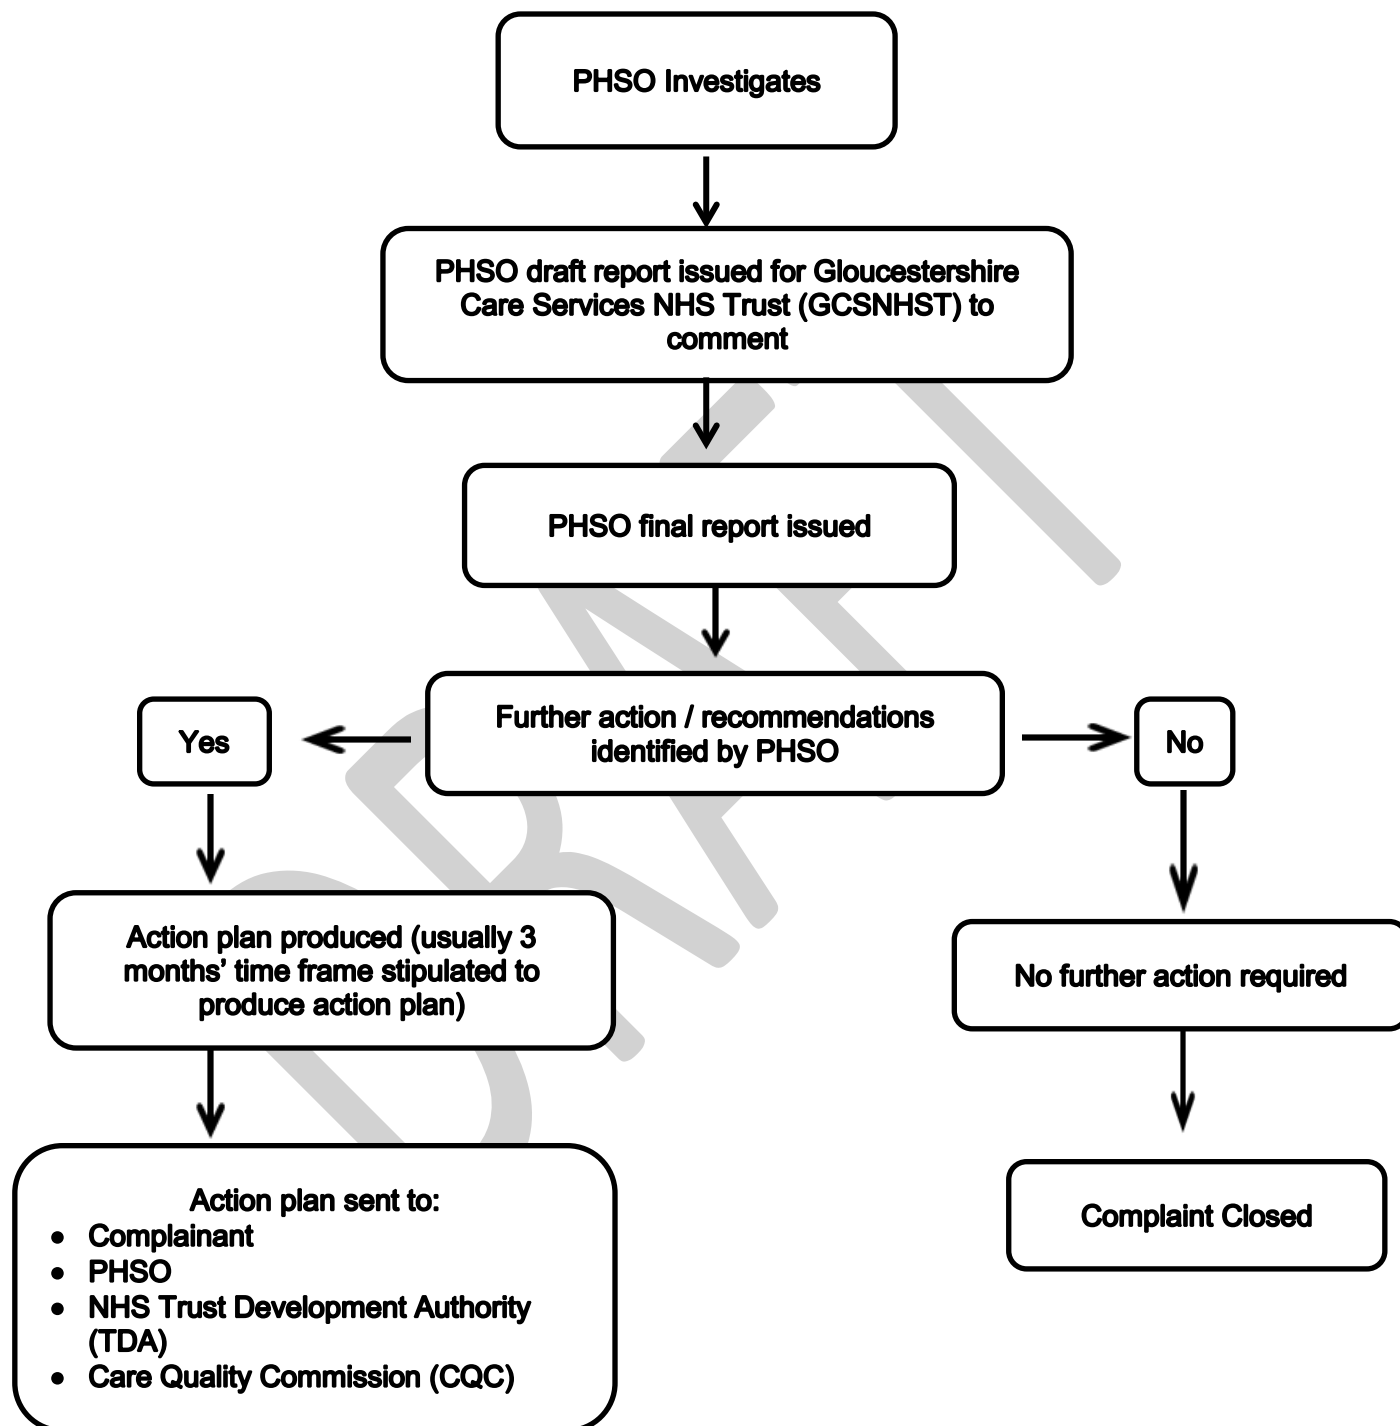 PHSO Investigates
PHSO draft report issued for Gloucestershire
Care Services NHS Trust (GCSNHST) to
comment
PHSO final report issued
Further action / recommendations
identified by PHSO
Yes
No
Action plan produced (usually 3
months’ time frame stipulated to
produce action plan)
No further action required
Action plan sent to:
• Complainant
• PHSO
• NHS Trust Development Authority
(TDA)
• Care Quality Commission (CQC)
Complaint Closed
DRAFT